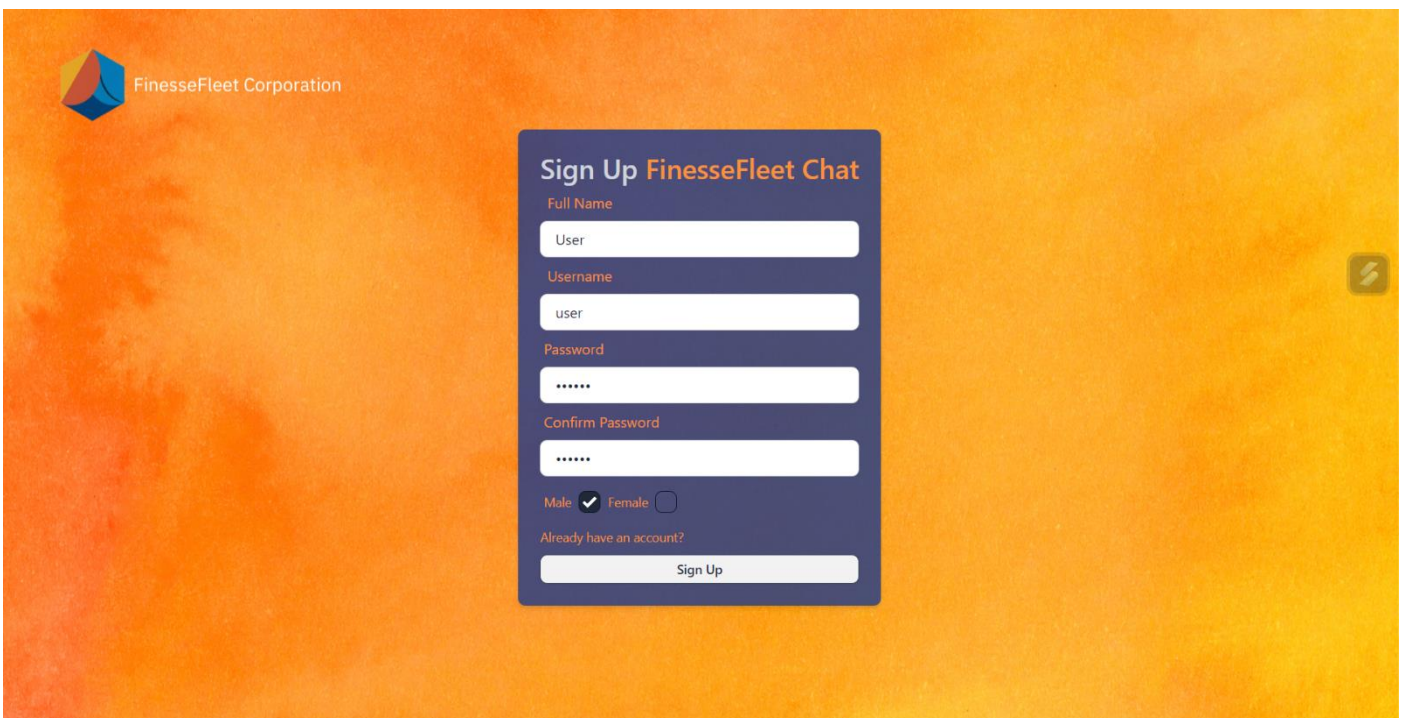 FinesseFleet Corporation
Sign Up FinesseFleet Chat
Full Name
User
Username
user
Password
••••••
Confirm Password
••••••
Male Female
Already have an account?
Sign Up